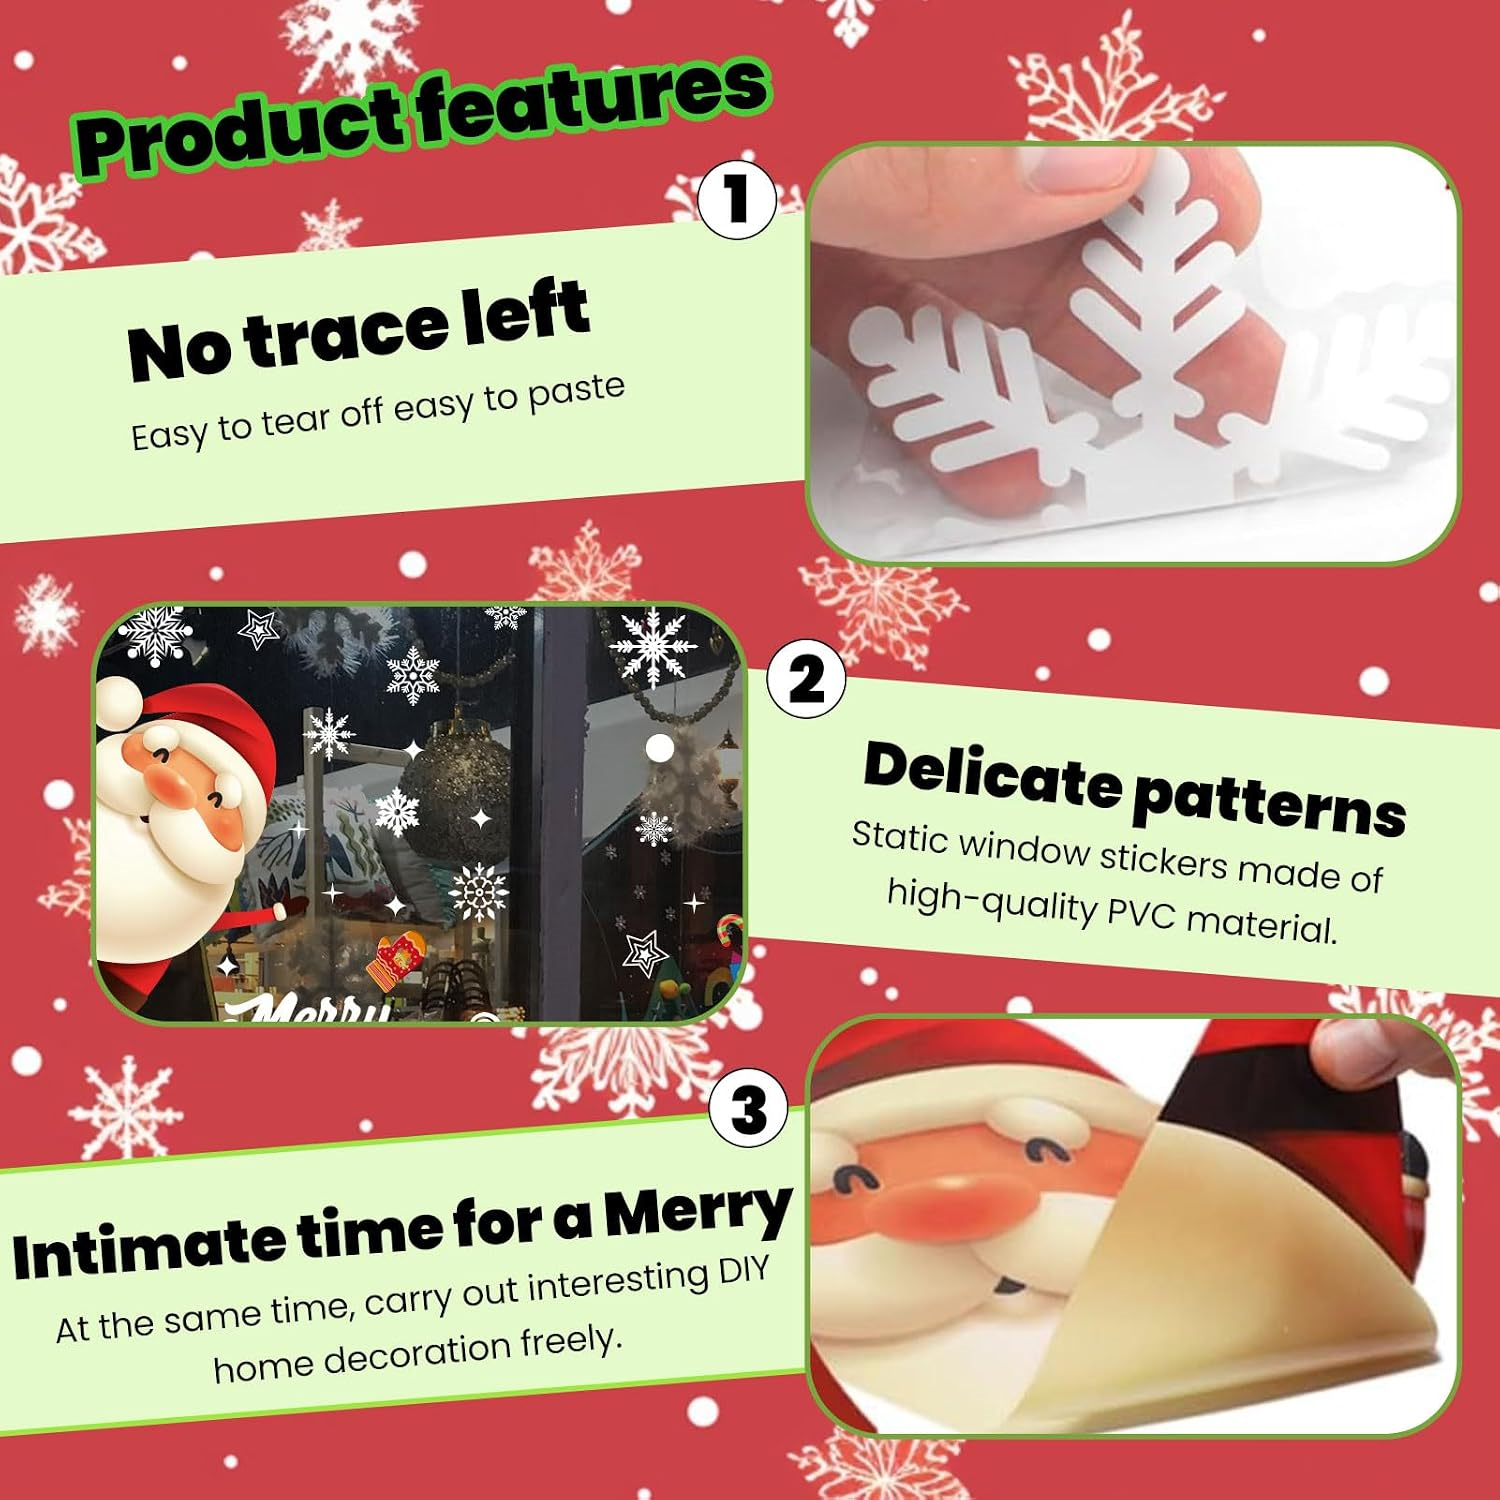 Product features
1
No trace left
Easy to tear off easy to paste
2
Delicate patterns
Static window stickers made of
high-quality PVC material.
Merry
3
Intimate time for a Merry
At the same time, carry out interesting DIY
home decoration freely.